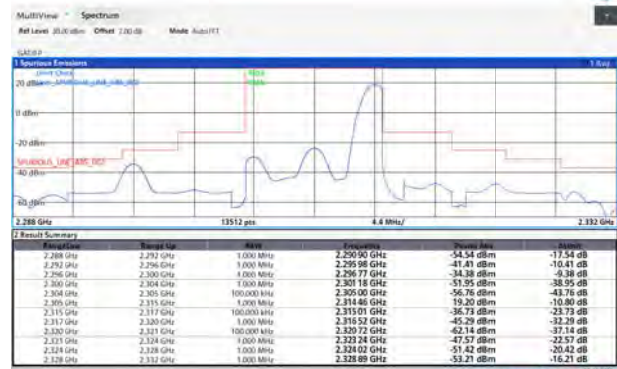 MultiView Spectrum
Ref Level 30.00 dBm Offset 2.00 dB Mode Auto FFT
GATED
1 Spurious Emissions
Limit Check
20 dBm
0 dBm
-20 dBm
SPURIOUS_LINE_ABS_002
-40 dBm
-60 dBm
2.288 GHz 13512 pts 4.4 MHz/ 2.332 GHz
2 Result Summary
Range Low Range Up RBW Frequency Power Abs ΔLimit
2.288 GHz 2.292 GHz 1.000 MHz 2.290 90 GHz -54.54 dBm -17.54 dB
2.292 GHz 2.296 GHz 1.000 MHz 2.295 98 GHz -41.41 dBm -10.41 dB
2.296 GHz 2.300 GHz 1.000 MHz 2.296 77 GHz -34.38 dBm -9.38 dB
2.300 GHz 2.304 GHz 1.000 MHz 2.301 18 GHz -51.95 dBm -38.95 dB
2.304 GHz 2.305 GHz 100.000 kHz 2.305 00 GHz -56.76 dBm -43.76 dB
2.305 GHz 2.315 GHz 1.000 MHz 2.314 46 GHz 19.20 dBm -10.80 dB
2.315 GHz 2.317 GHz 100.000 kHz 2.315 01 GHz -36.73 dBm -23.73 dB
2.317 GHz 2.320 GHz 1.000 MHz 2.316 52 GHz -45.29 dBm -32.29 dB
2.320 GHz 2.321 GHz 100.000 kHz 2.320 72 GHz -62.14 dBm -37.14 dB
2.321 GHz 2.324 GHz 1.000 MHz 2.323 24 GHz -47.57 dBm -22.57 dB
2.324 GHz 2.328 GHz 1.000 MHz 2.324 02 GHz -51.42 dBm -20.42 dB
2.328 GHz 2.332 GHz 1.000 MHz 2.328 89 GHz -53.21 dBm -16.21 dB